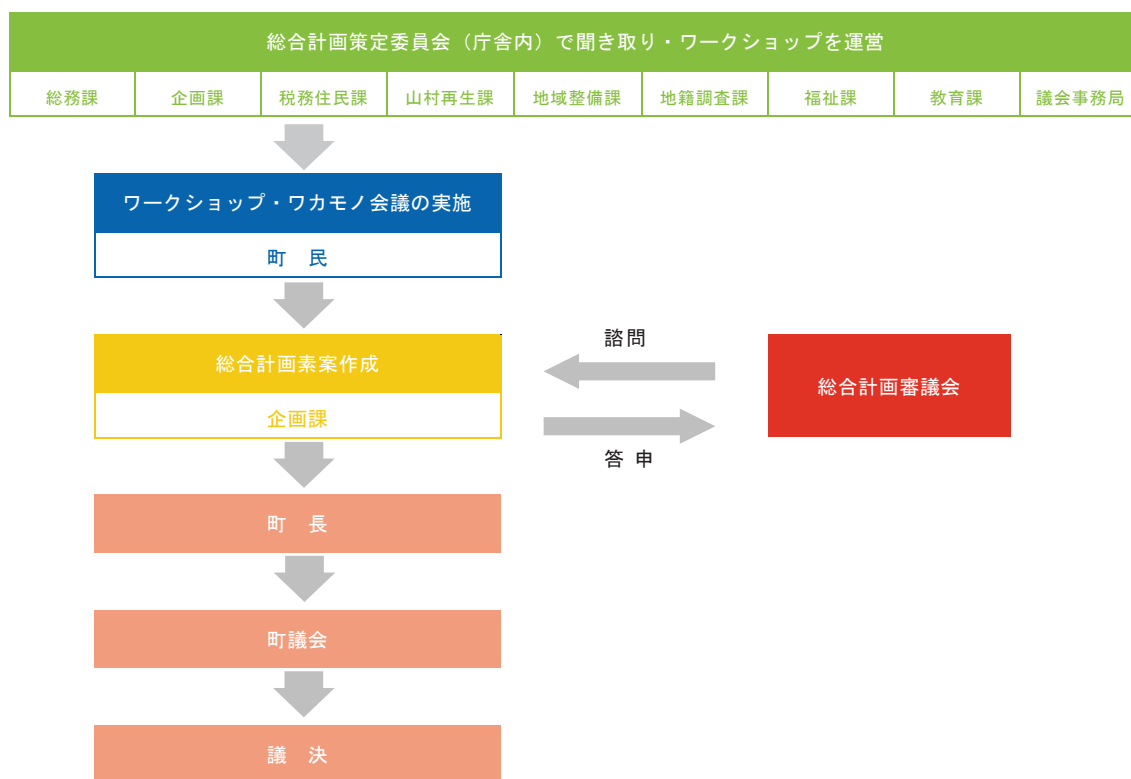 総合計画策定委員会（庁舎内）で聞き取り・ワークショップを運営
総務課 企画課 税務住民課 山村再生課 地域整備課 地籍調査課 福祉課 教育課 議会事務局
ワークショップ・ワカモノ会議の実施
町　民
総合計画素案作成
企画課
諮問
答 申
総合計画審議会
町　長
町議会
議　決